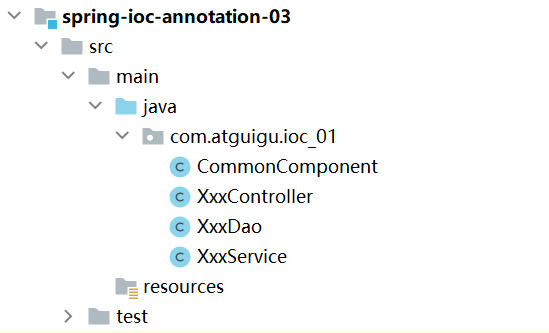 spring-ioc-annotation-03
src
main
java
com.atguigu.ioc_01
CommonComponent
XxxController
XxxDao
XxxService
resources
test